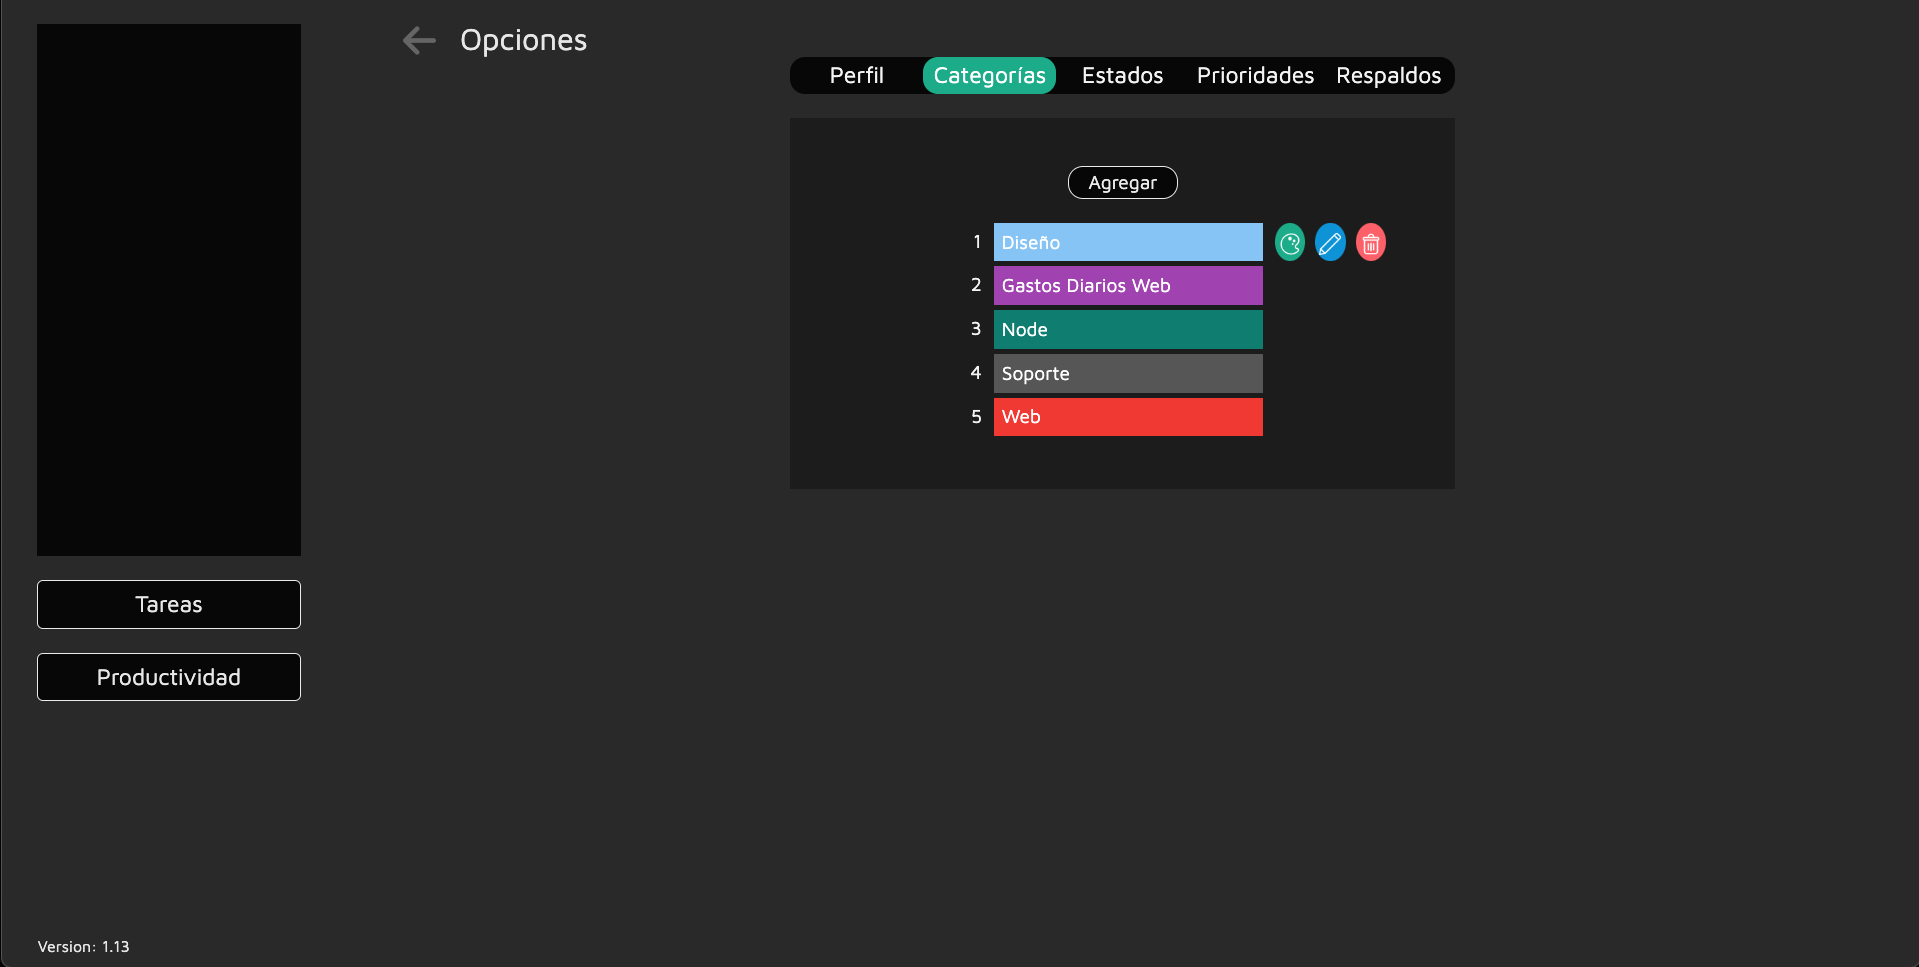 Opciones
Perfil Categorías Estados Prioridades Respaldos
Agregar
1 Diseño
2 Gastos Diarios Web
3 Node
4 Soporte
5 Web
Tareas
Productividad
Version: 1.13